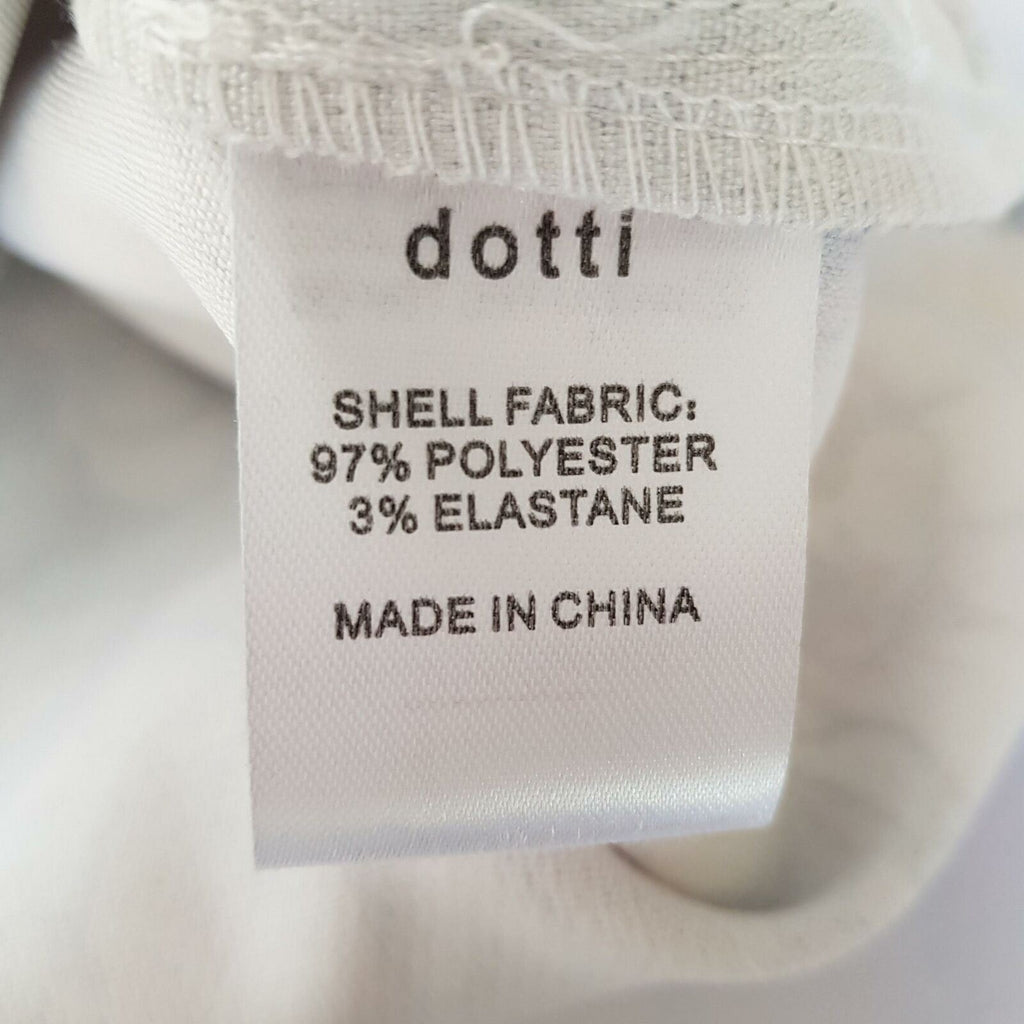 dotti
SHELL FABRIC:
97% POLYESTER
3% ELASTANE
MADE IN CHINA